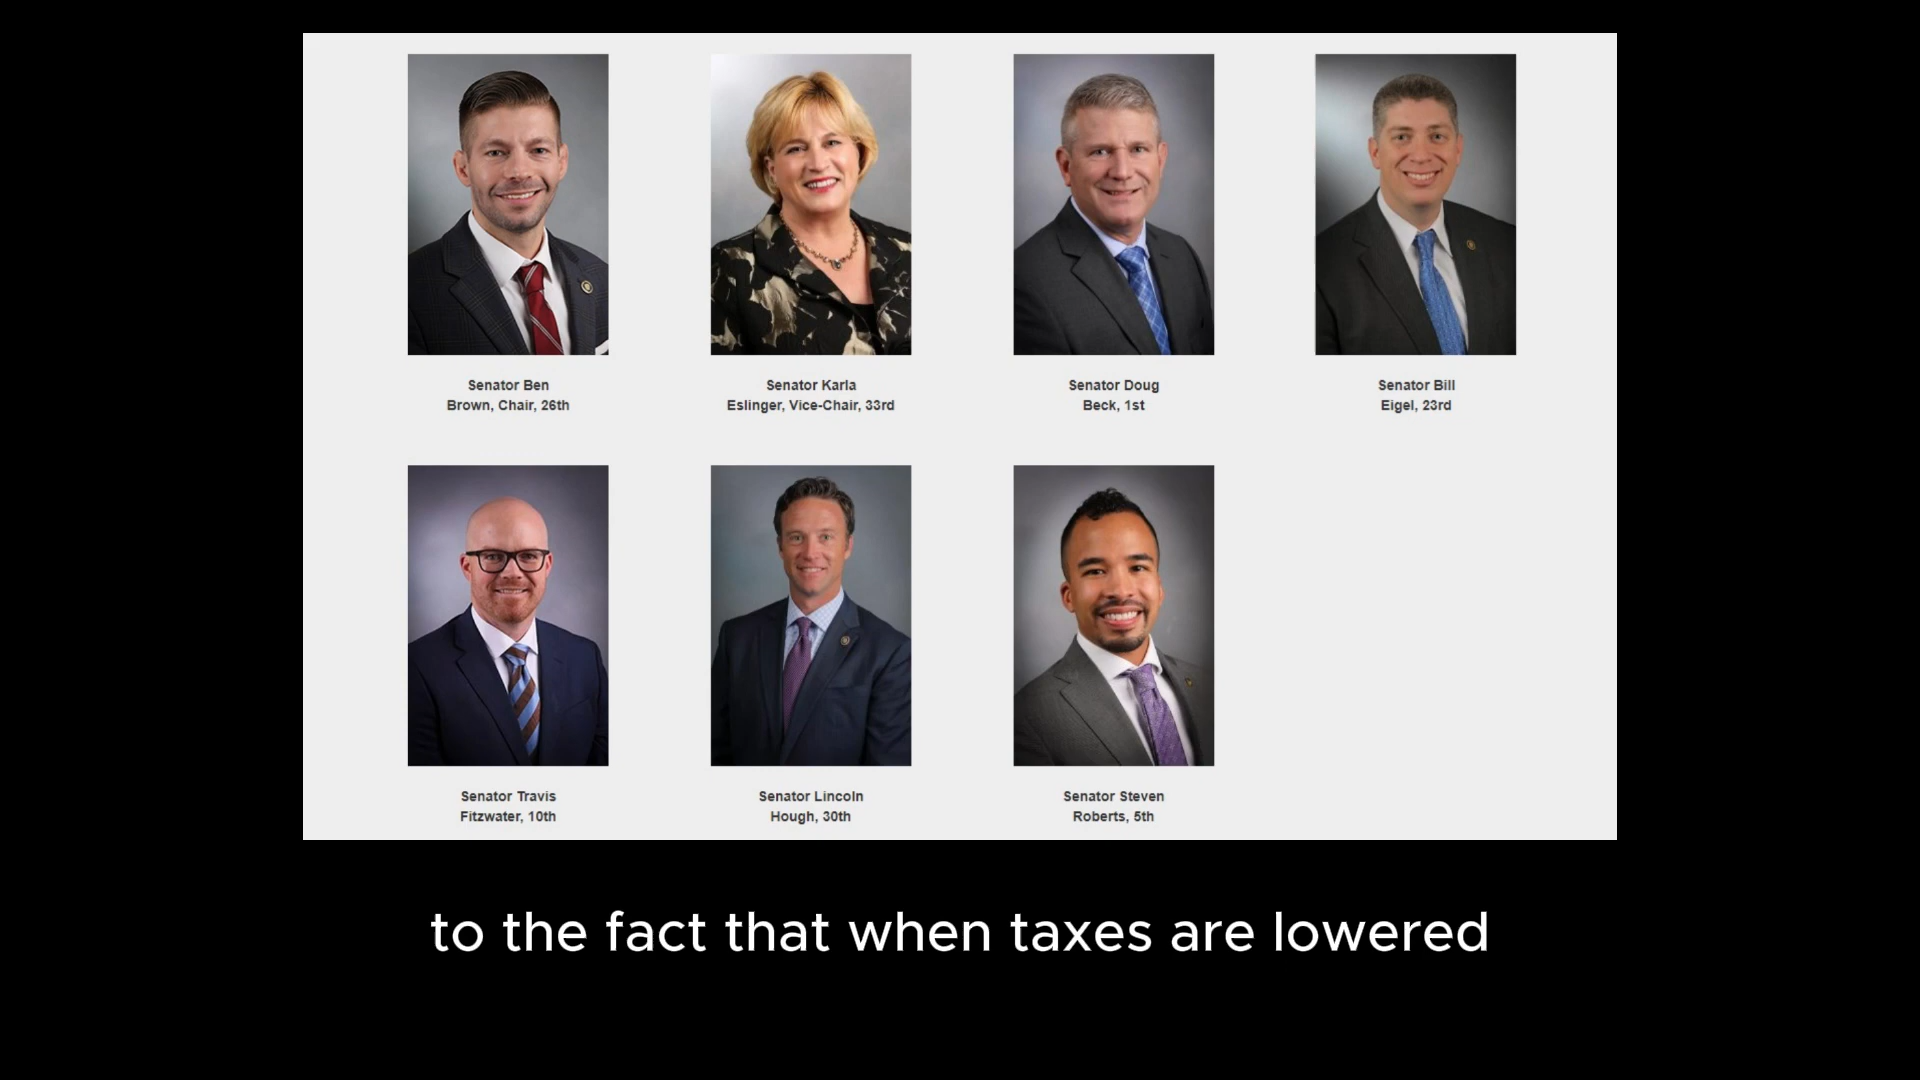 Senator Ben
Brown, Chair, 26th
Senator Karla
Eslinger, Vice-Chair, 33rd
Senator Doug
Beck, 1st
Senator Bill
Eigel, 23rd
Senator Travis
Fitzwater, 10th
Senator Lincoln
Hough, 30th
Senator Steven
Roberts, 5th
to the fact that when taxes are lowered